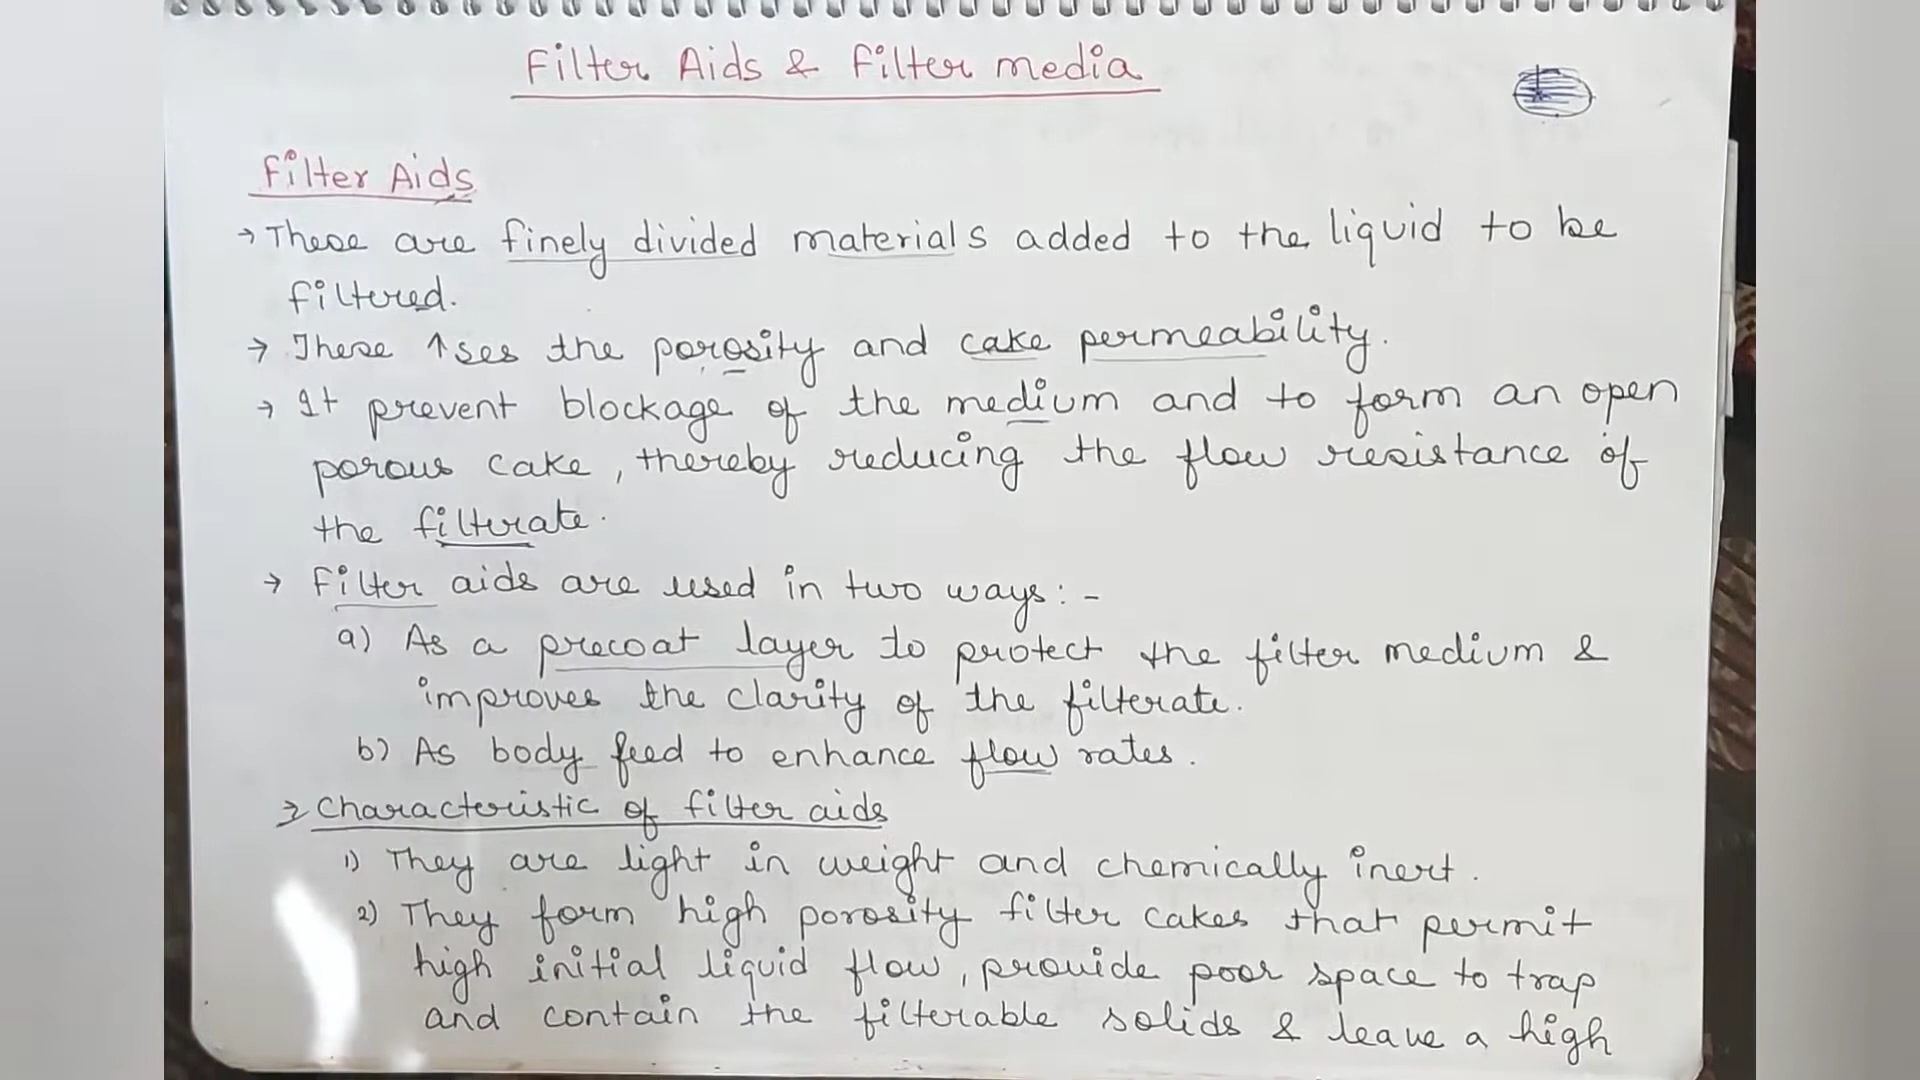 Filter Aids & Filter media
Filter Aids
→ These are finely divided materials added to the liquid to be
filtered.
→ These ↑ses the porosity and cake permeability.
→ It prevent blockage of the medium and to form an open
porous cake, thereby reducing the flow resistance of
the filterate.
→ Filter aids are used in two ways:-
a) As a precoat layer to protect the filter medium &
improves the clarity of the filterate.
b) As body feed to enhance flow rates.
→ Characteristic of filter aids
1) They are light in weight and chemically inert.
2) They form high porosity filter cakes that permit
high initial liquid flow, provide poor space to trap
and contain the filterable solids & leave a high